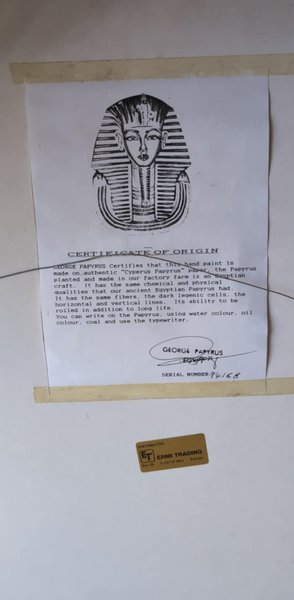 CERTIFICATE OF ORIGIN
GEORGE PAPYRUS Certifies that this hand paint is
made on authentic "Cyperus Papyrus" paper, the Papyrus
planted and made in our factory farm is an Egyptian
craft. It has the same chemical and physical
qualities that our ancient Egyptian Papyrus had.
It has the same fibers, the dark legemic cells, the
horizontal and vertical lines. Its ability to be
rolled in addition to long life.
You can write on the Papyrus, using water colour, oil
colour, coal and use the typewriter.
GEORGE PAPYRUS
SERIAL NUMBER 94168
DISTRIBUTOR:
ET ERMI TRADING